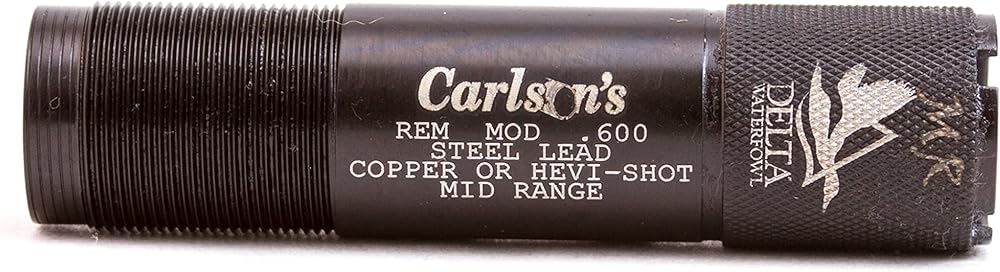 Carlson's
REM MOD .600
STEEL LEAD
COPPER OR HEVI-SHOT
MID RANGE
DELTA
WATERFOWL
MR